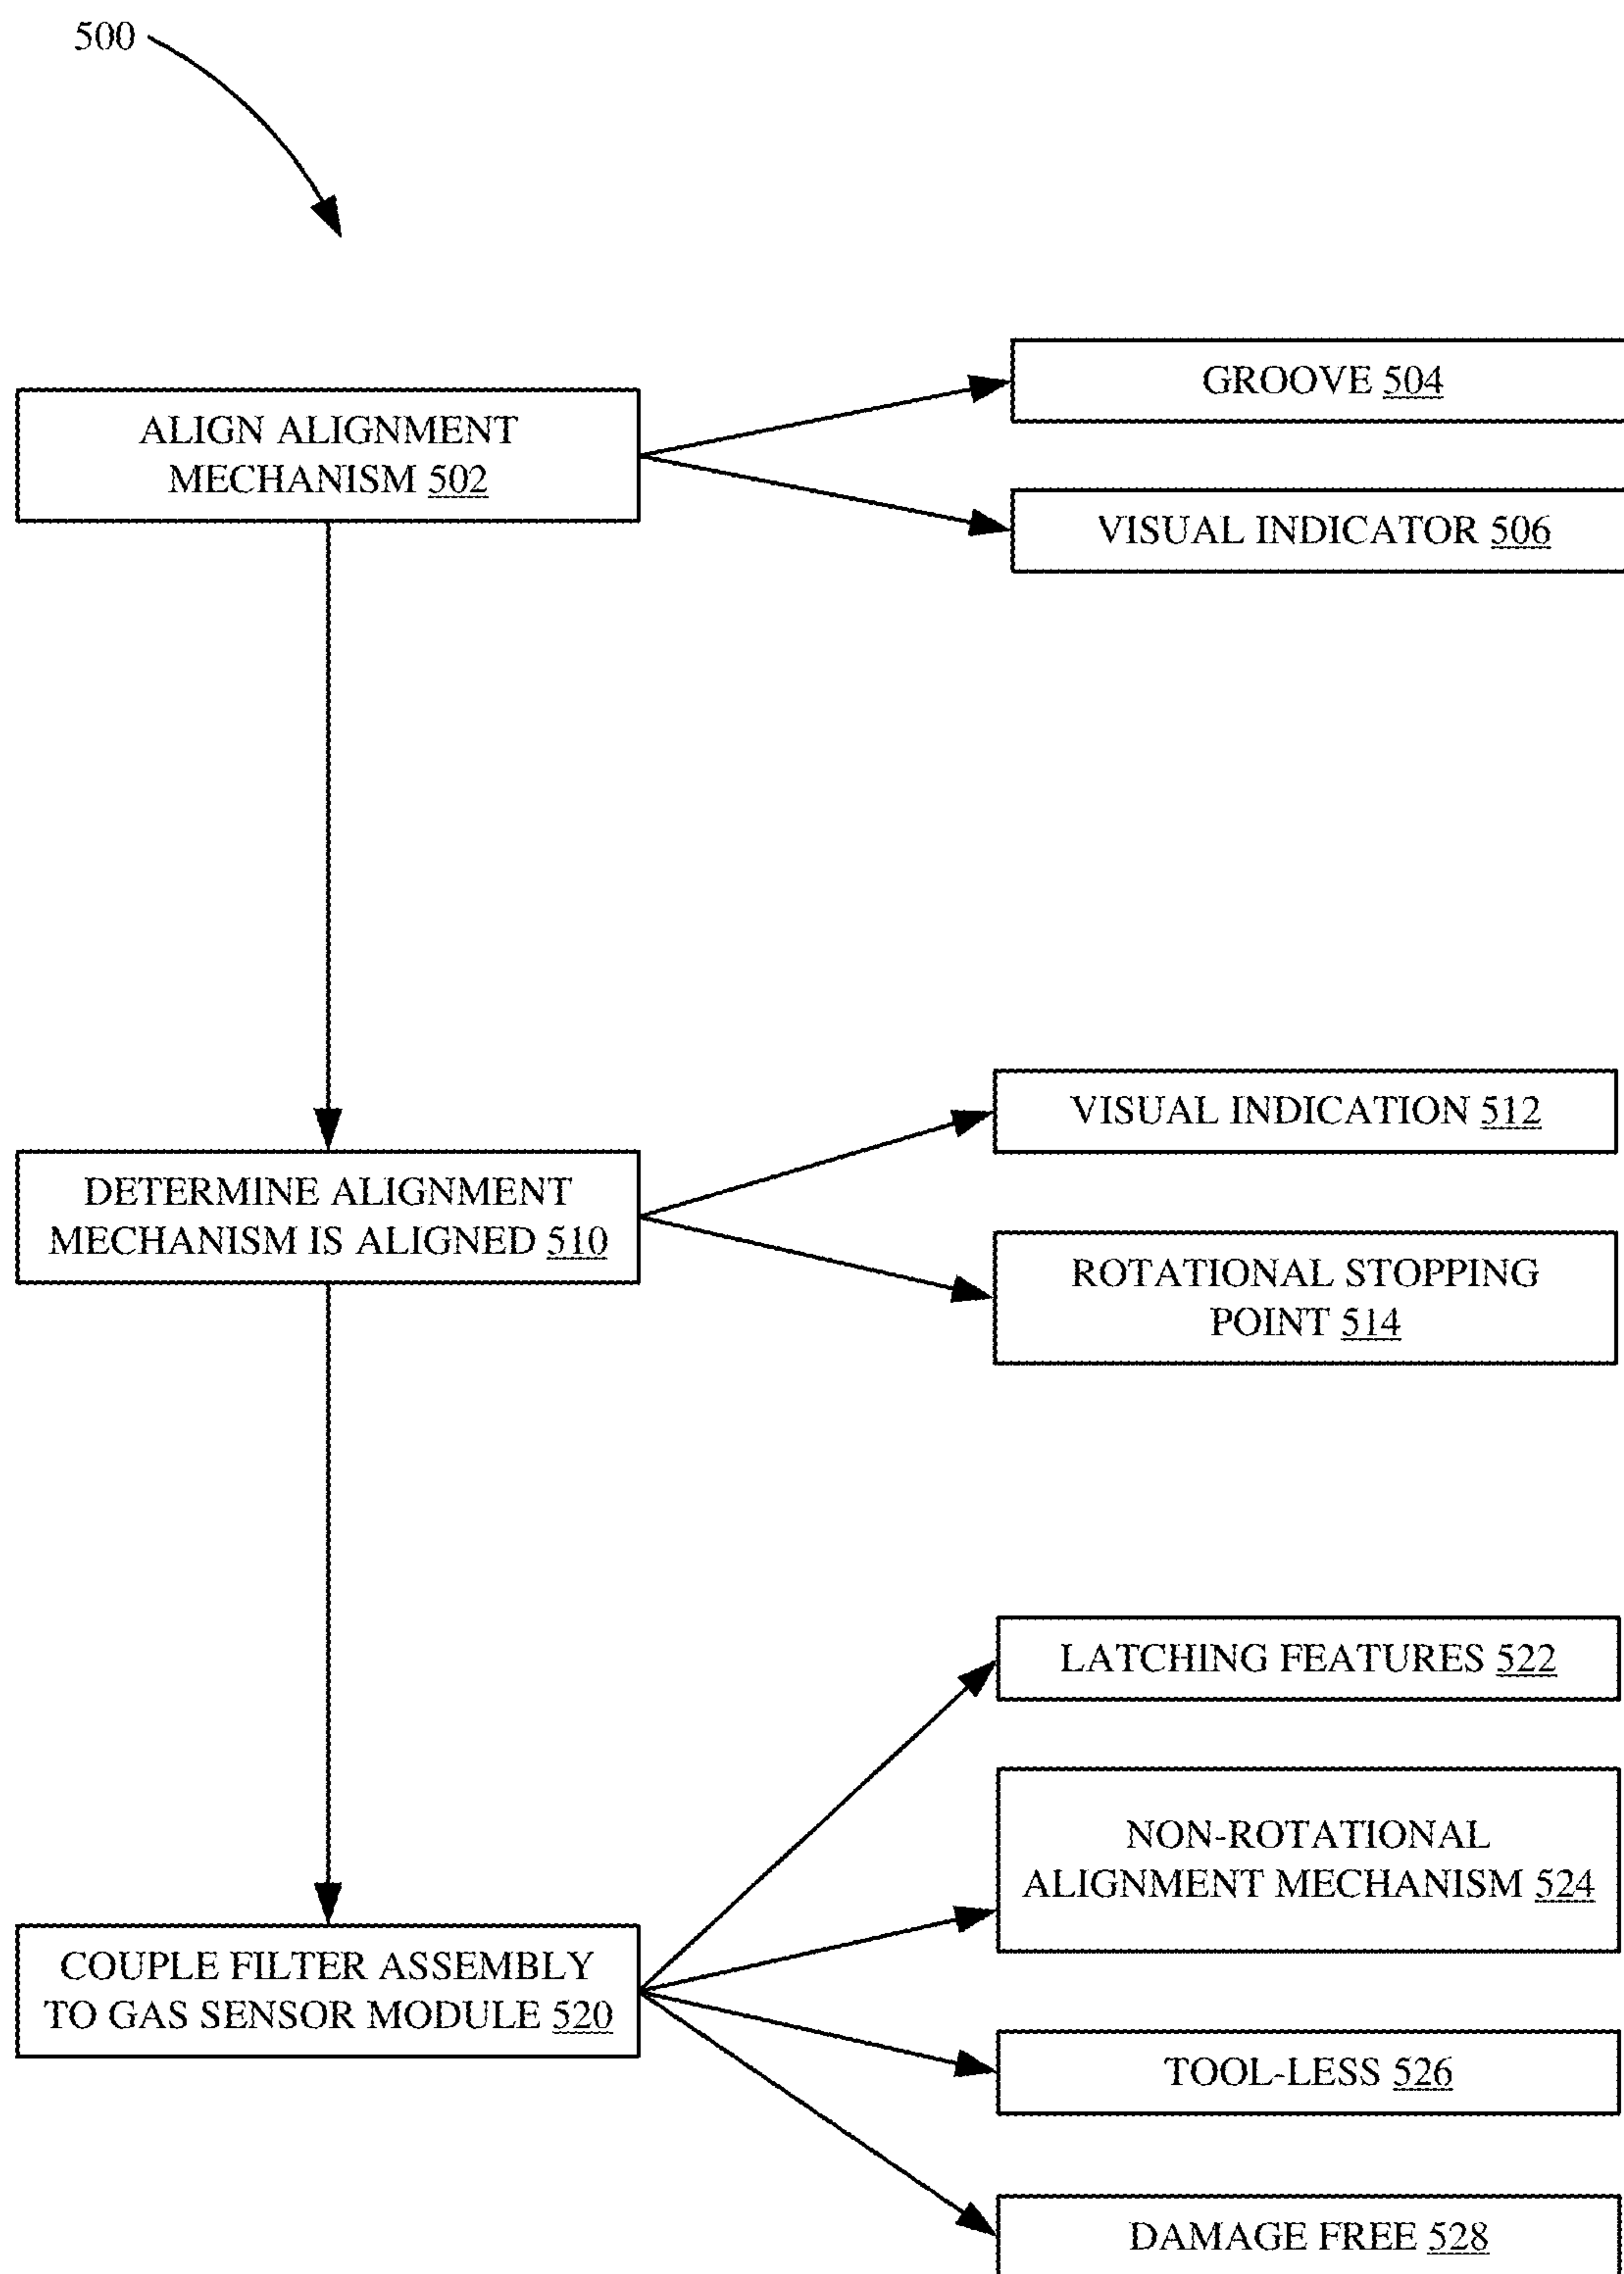 500
ALIGN ALIGNMENT
MECHANISM 502
GROOVE 504
VISUAL INDICATOR 506
DETERMINE ALIGNMENT
MECHANISM IS ALIGNED 510
VISUAL INDICATION 512
ROTATIONAL STOPPING
POINT 514
COUPLE FILTER ASSEMBLY
TO GAS SENSOR MODULE 520
LATCHING FEATURES 522
NON-ROTATIONAL
ALIGNMENT MECHANISM 524
TOOL-LESS 526
DAMAGE FREE 528